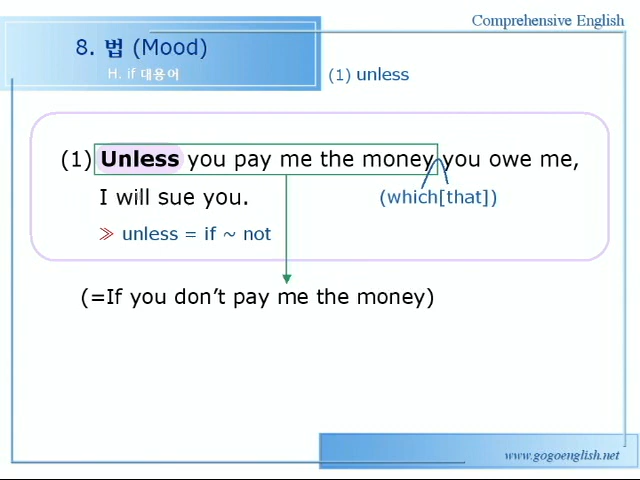 Comprehensive English
8. 법 (Mood)
H. if 대용어
(1) unless
(1) Unless you pay me the money you owe me,
I will sue you.
(which[that])
≫ unless = if ~ not
(=If you don’t pay me the money)
www.gogoenglish.net